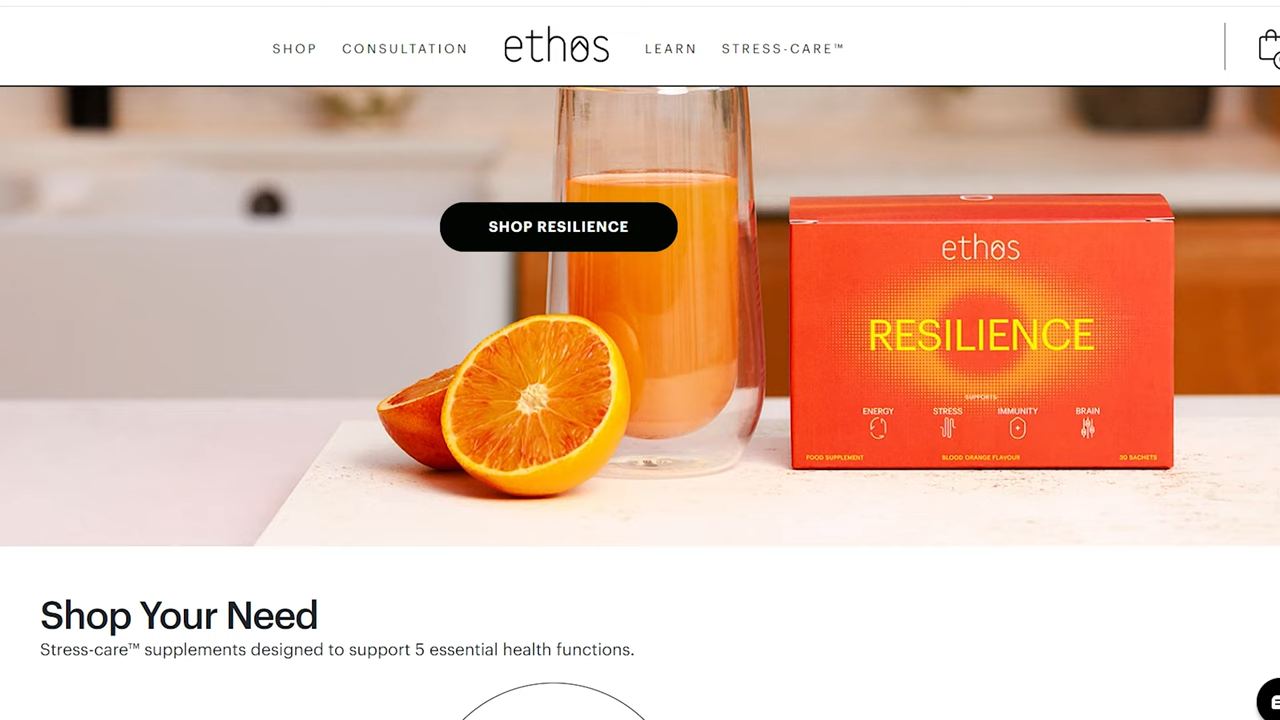 SHOP CONSULTATION ethos LEARN STRESS-CARE™
SHOP RESILIENCE
ethos
RESILIENCE
SUPPORTS
ENERGY STRESS IMMUNITY BRAIN
FOOD SUPPLEMENT BLOOD ORANGE FLAVOUR 30 SACHETS
Shop Your Need
Stress-care™ supplements designed to support 5 essential health functions.